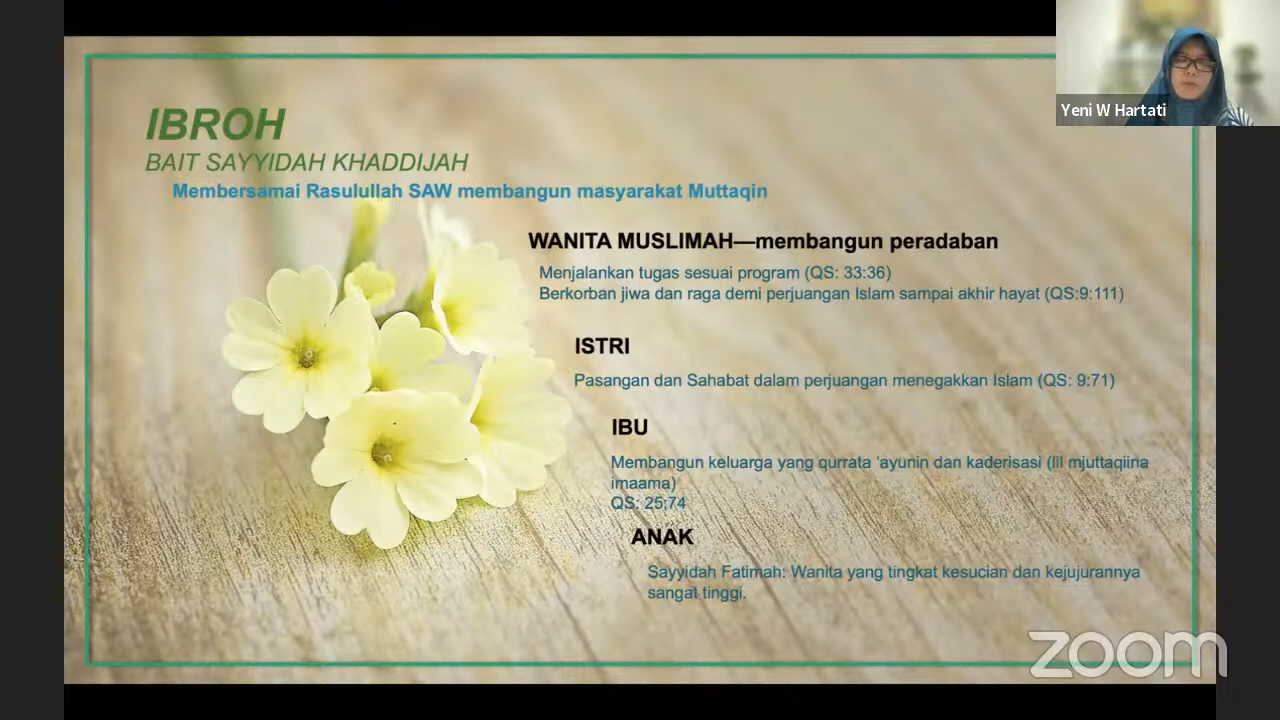 Yeni W Hartati
IBROH
BAIT SAYYIDAH KHADDIJAH
Membersamai Rasulullah SAW membangun masyarakat Muttaqin
WANITA MUSLIMAH—membangun peradaban
Menjalankan tugas sesuai program (QS: 33:36)
Berkorban jiwa dan raga demi perjuangan Islam sampai akhir hayat (QS:9:111)
ISTRI
Pasangan dan Sahabat dalam perjuangan menegakkan Islam (QS: 9:71)
IBU
Membangun keluarga yang qurrata 'ayunin dan kaderisasi (lil mjuttaqiina
imaama)
QS: 25;74
ANAK
Sayyidah Fatimah: Wanita yang tingkat kesucian dan kejujurannya
sangat tinggi.
zoom